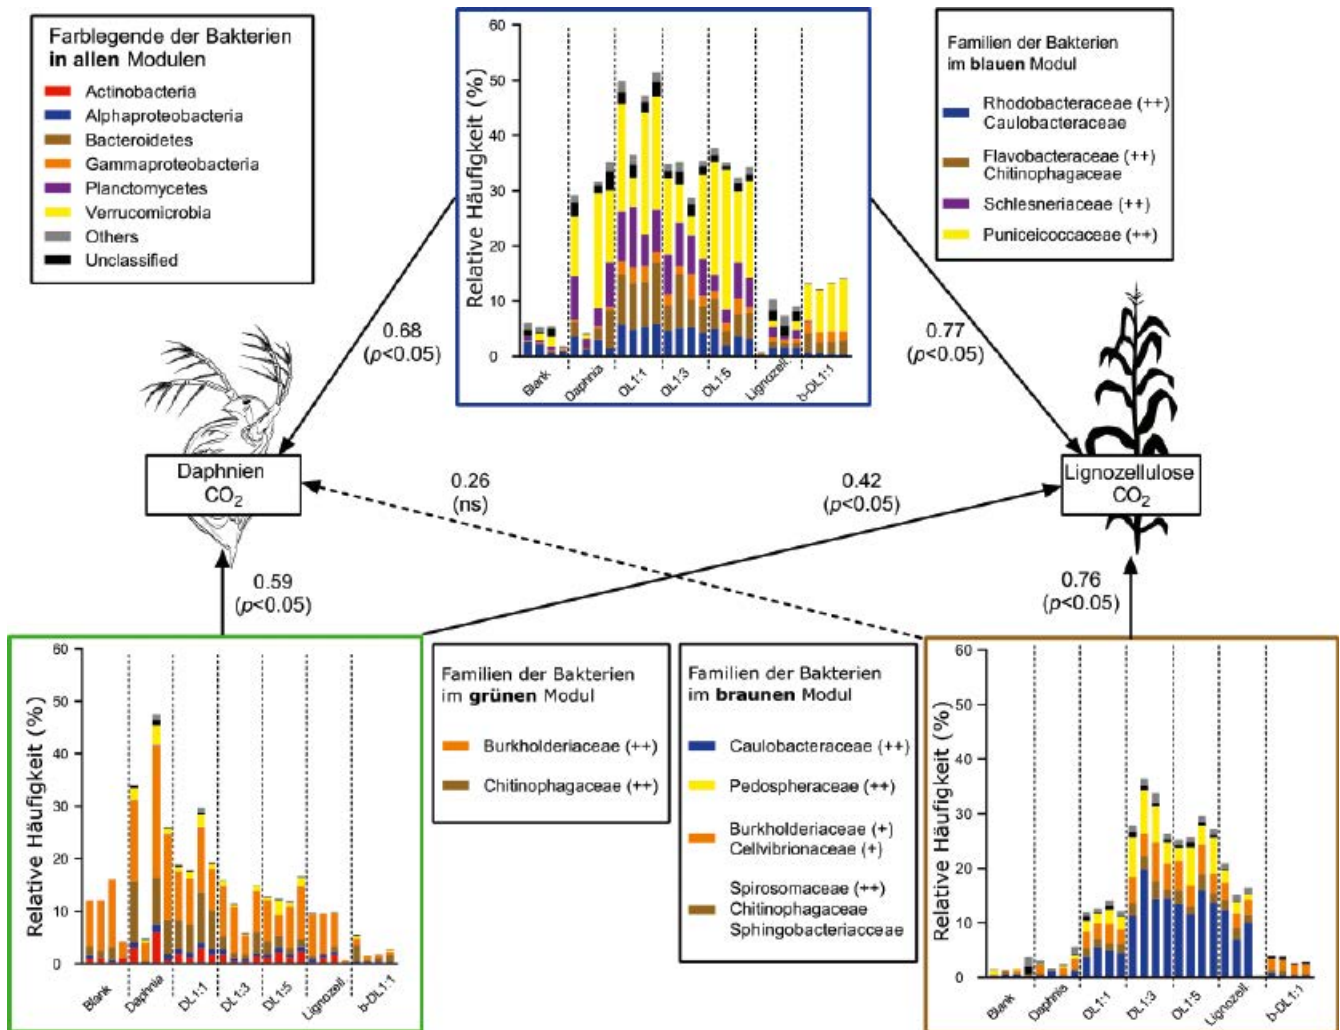 Farblegende der Bakterien
in allen Modulen
Actinobacteria
Alphaproteobacteria
Bacteroidetes
Gammaproteobacteria
Planctomycetes
Verrucomicrobia
Others
Unclassified
Relative Häufigkeit (%)
60
50
40
30
20
10
0
Blank
Daphnia
DL1:1
DL1:3
DL1:5
Lignozell.
b-DL1:1
Familien der Bakterien
im blauen Modul
Rhodobacteraceae (++)
Caulobacteraceae
Flavobacteraceae (++)
Chitinophagaceae
Schlesneriaceae (++)
Puniceicoccaceae (++)
0.68
(p<0.05)
0.77
(p<0.05)
Daphnien
CO2
0.26
(ns)
0.42
(p<0.05)
Lignozellulose
CO2
0.59
(p<0.05)
0.76
(p<0.05)
Relative Häufigkeit (%)
60
50
40
30
20
10
0
Blank
Daphnia
DL1:1
DL1:3
DL1:5
Lignozell.
b-DL1:1
Familien der Bakterien
im grünen Modul
Burkholderiaceae (++)
Chitinophagaceae (++)
Familien der Bakterien
im braunen Modul
Caulobacteraceae (++)
Pedospheraceae (++)
Burkholderiaceae (+)
Cellvibrionaceae (+)
Spirosomaceae (++)
Chitinophagaceae
Sphingobacteriacceae
Relative Häufigkeit (%)
60
50
40
30
20
10
0
Blank
Daphnia
DL1:1
DL1:3
DL1:5
Lignozell.
b-DL1:1